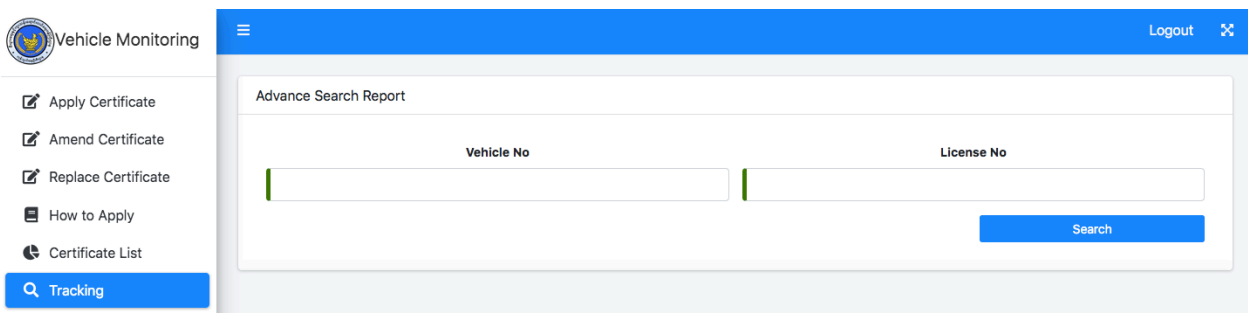 Vehicle Monitoring
Logout
Apply Certificate
Amend Certificate
Replace Certificate
How to Apply
Certificate List
Tracking
Advance Search Report
Vehicle No
License No
Search